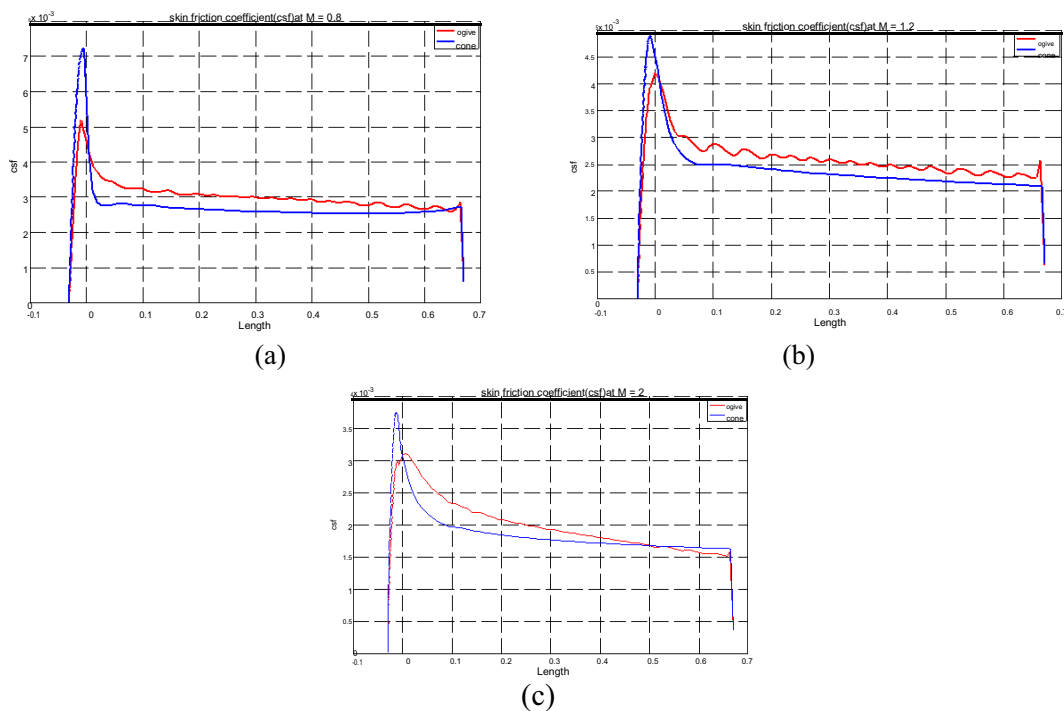 skin friction coefficient(csf)at M = 0.8
x 10-3
ogive
cone
7
6
5
4
3
2
1
0
csf
-0.1 0 0.1 0.2 0.3 0.4 0.5 0.6 0.7
Length
(a)
skin friction coefficient(csf)at M = 1.2
x 10-3
ogive
cone
4.5
4
3.5
3
2.5
2
1.5
1
0.5
0
csf
-0.1 0 0.1 0.2 0.3 0.4 0.5 0.6 0.7
Length
(b)
skin friction coefficient(csf)at M = 2
x 10-3
ogive
cone
3.5
3
2.5
2
1.5
1
0.5
0
csf
-0.1 0 0.1 0.2 0.3 0.4 0.5 0.6 0.7
Length
(c)